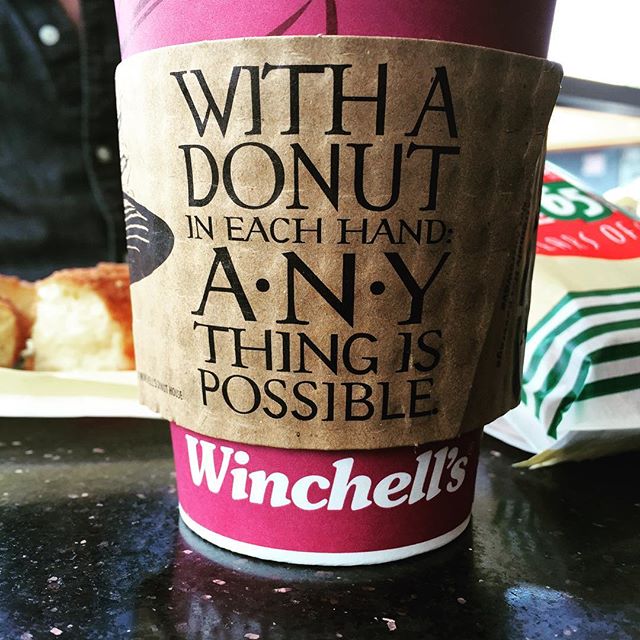 WITH A
DONUT
IN EACH HAND:
A·N·Y
THING IS
POSSIBLE.
Winchell's